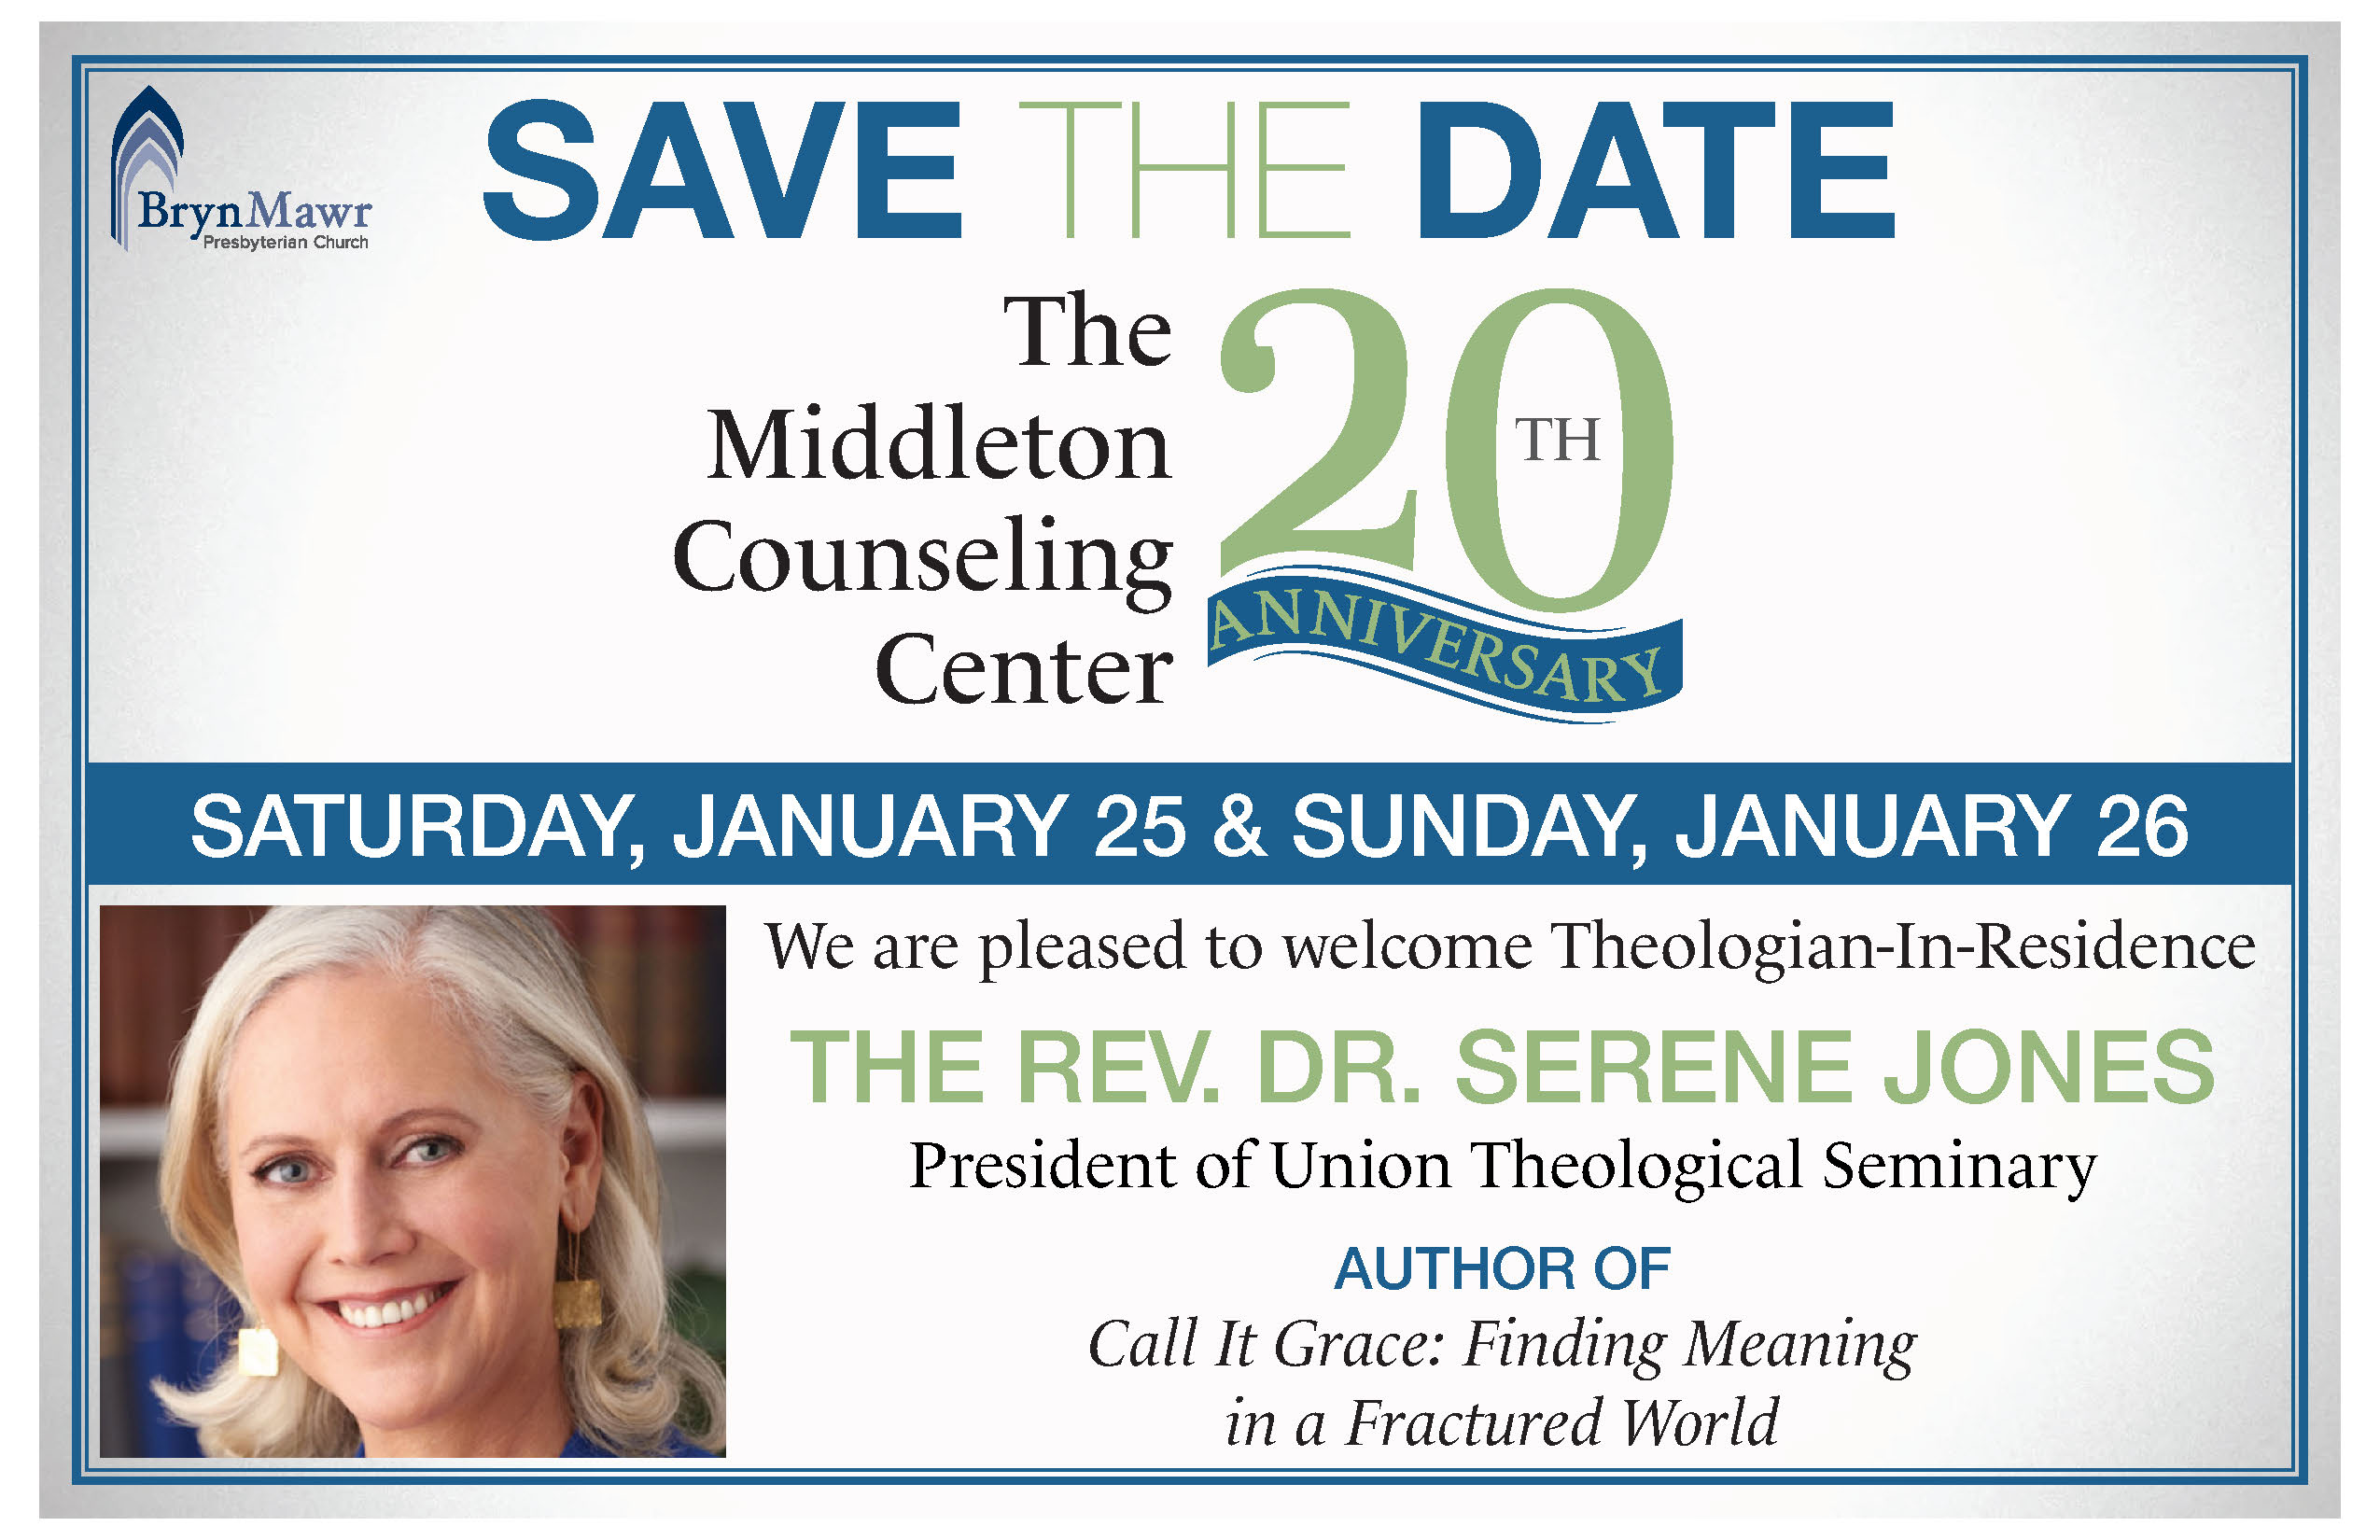 BrynMawr
Presbyterian Church
SAVE THE DATE
The
Middleton
Counseling
Center
20TH
ANNIVERSARY
SATURDAY, JANUARY 25 & SUNDAY, JANUARY 26
We are pleased to welcome Theologian-In-Residence
THE REV. DR. SERENE JONES
President of Union Theological Seminary
AUTHOR OF
Call It Grace: Finding Meaning
in a Fractured World